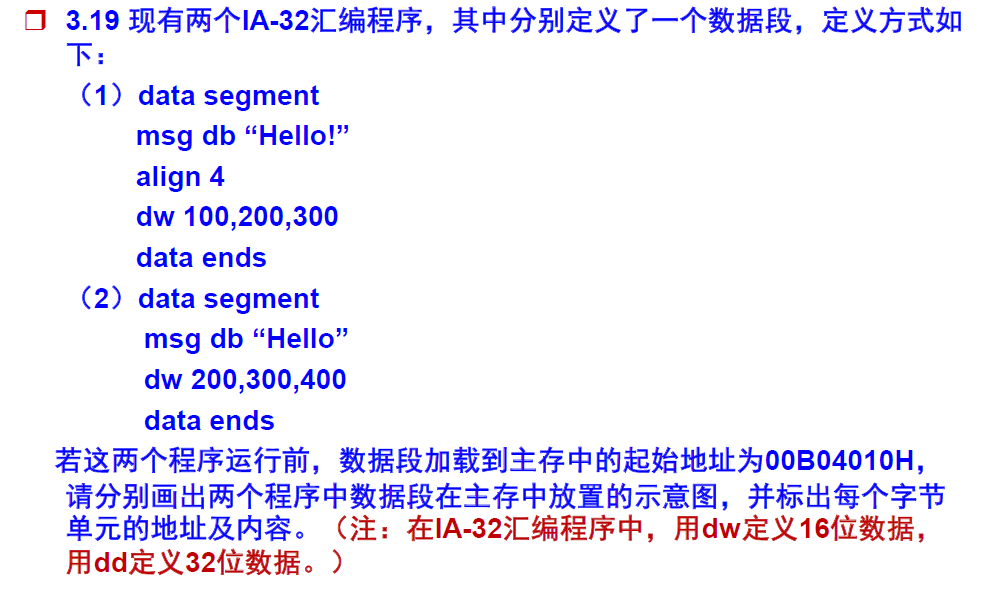 3.19 现有两个IA-32汇编程序，其中分别定义了一个数据段，定义方式如
下：
（1）data segment
msg db “Hello!”
align 4
dw 100,200,300
data ends
（2）data segment
msg db “Hello”
dw 200,300,400
data ends
若这两个程序运行前，数据段加载到主存中的起始地址为00B04010H，
请分别画出两个程序中数据段在主存中放置的示意图，并标出每个字节
单元的地址及内容。（注：在IA-32汇编程序中，用dw定义16位数据，
用dd定义32位数据。）